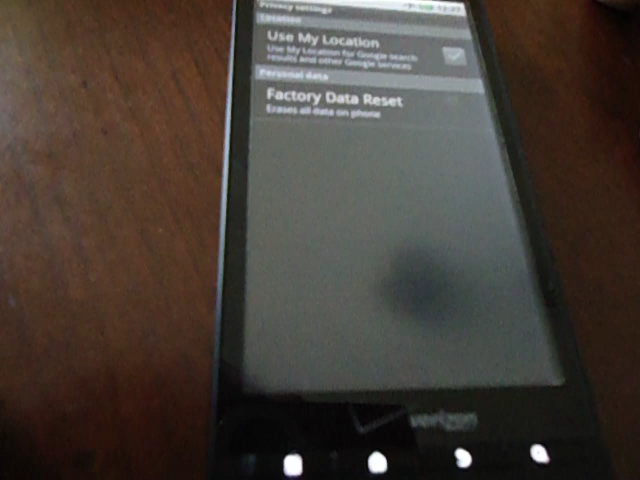 Privacy settings
Location
Use My Location
Use My Location for Google search
results and other Google services
Personal data
Factory Data Reset
Erases all data on phone
verizon